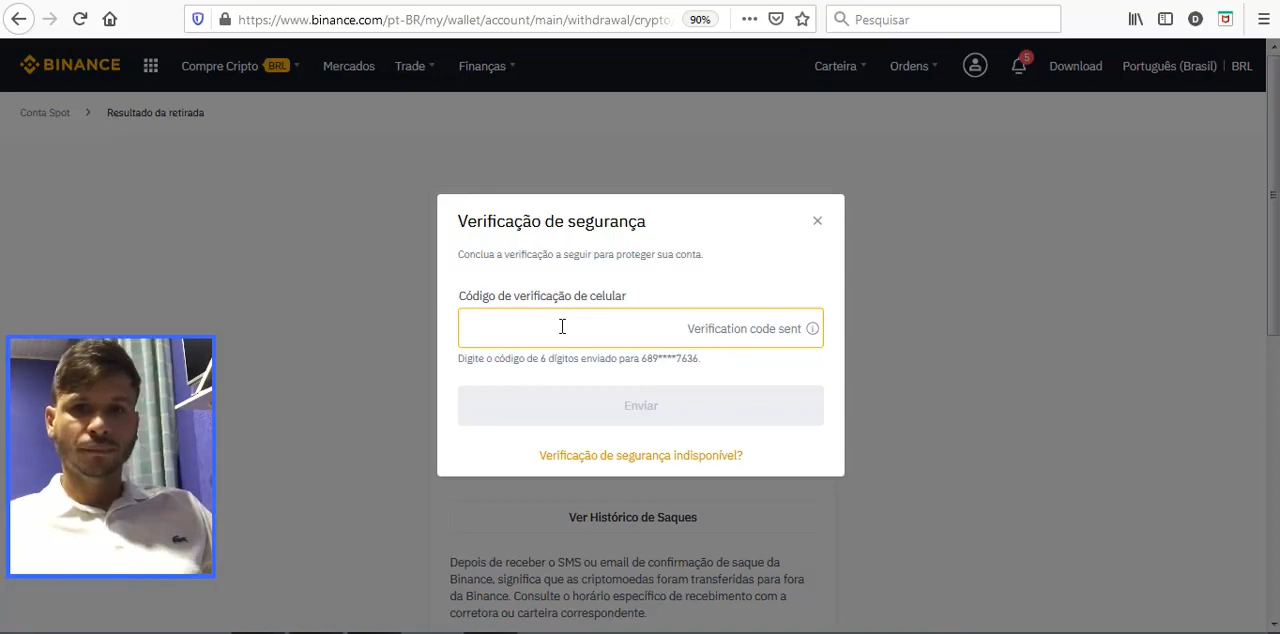 https://www.binance.com/pt-BR/my/wallet/account/main/withdrawal/crypto/
90%
Pesquisar
BINANCE
Compre Cripto BRL
Mercados
Trade
Finanças
Carteira
Ordens
5
Download
Português (Brasil) | BRL
Conta Spot > Resultado da retirada
Verificação de segurança
Conclua a verificação a seguir para proteger sua conta.
Código de verificação de celular
Verification code sent
Digite o código de 6 dígitos enviado para 689****7636.
Enviar
Verificação de segurança indisponível?
Ver Histórico de Saques
Depois de receber o SMS ou email de confirmação de saque da
Binance, significa que as criptomoedas foram transferidas para fora
da Binance. Consulte o horário específico de recebimento com a
corretora ou carteira correspondente.